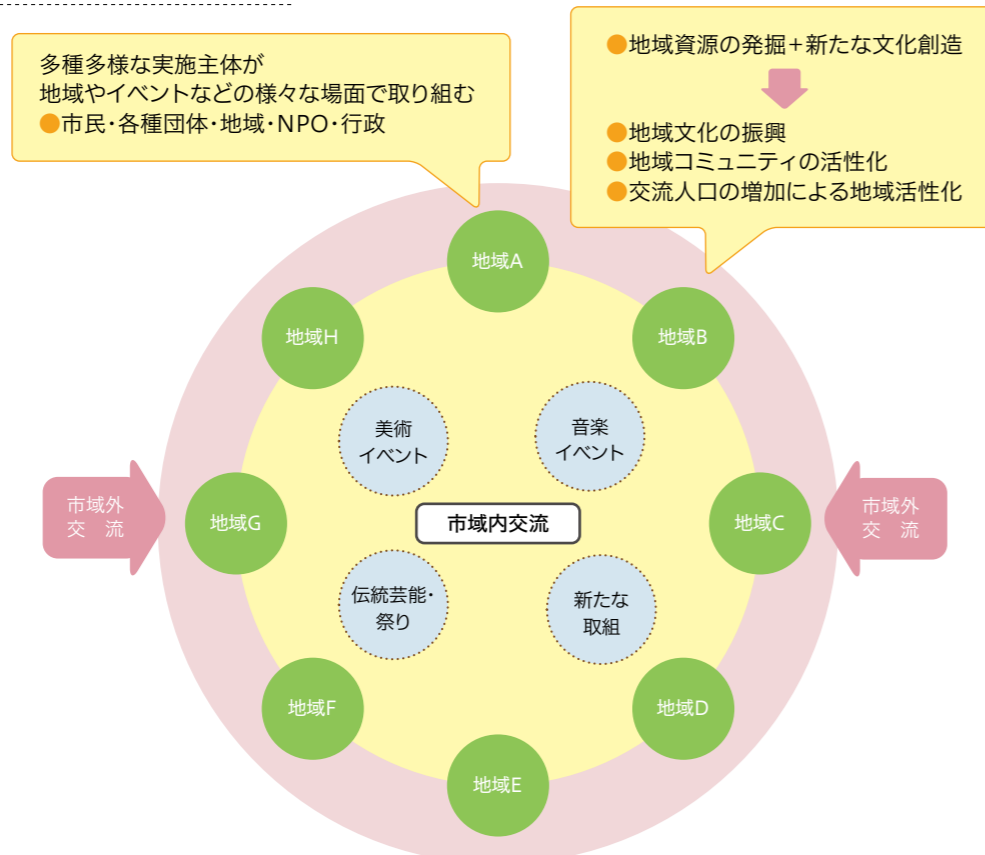 多種多様な実施主体が
地域やイベントなどの様々な場面で取り組む
●市民・各種団体・地域・NPO・行政
●地域資源の発掘+新たな文化創造
●地域文化の振興
●地域コミュニティの活性化
●交流人口の増加による地域活性化
地域A
地域H
地域B
美術
イベント
音楽
イベント
市域外
交　流
地域G
市域内交流
地域C
市域外
交　流
伝統芸能・
祭り
新たな
取組
地域F
地域D
地域E